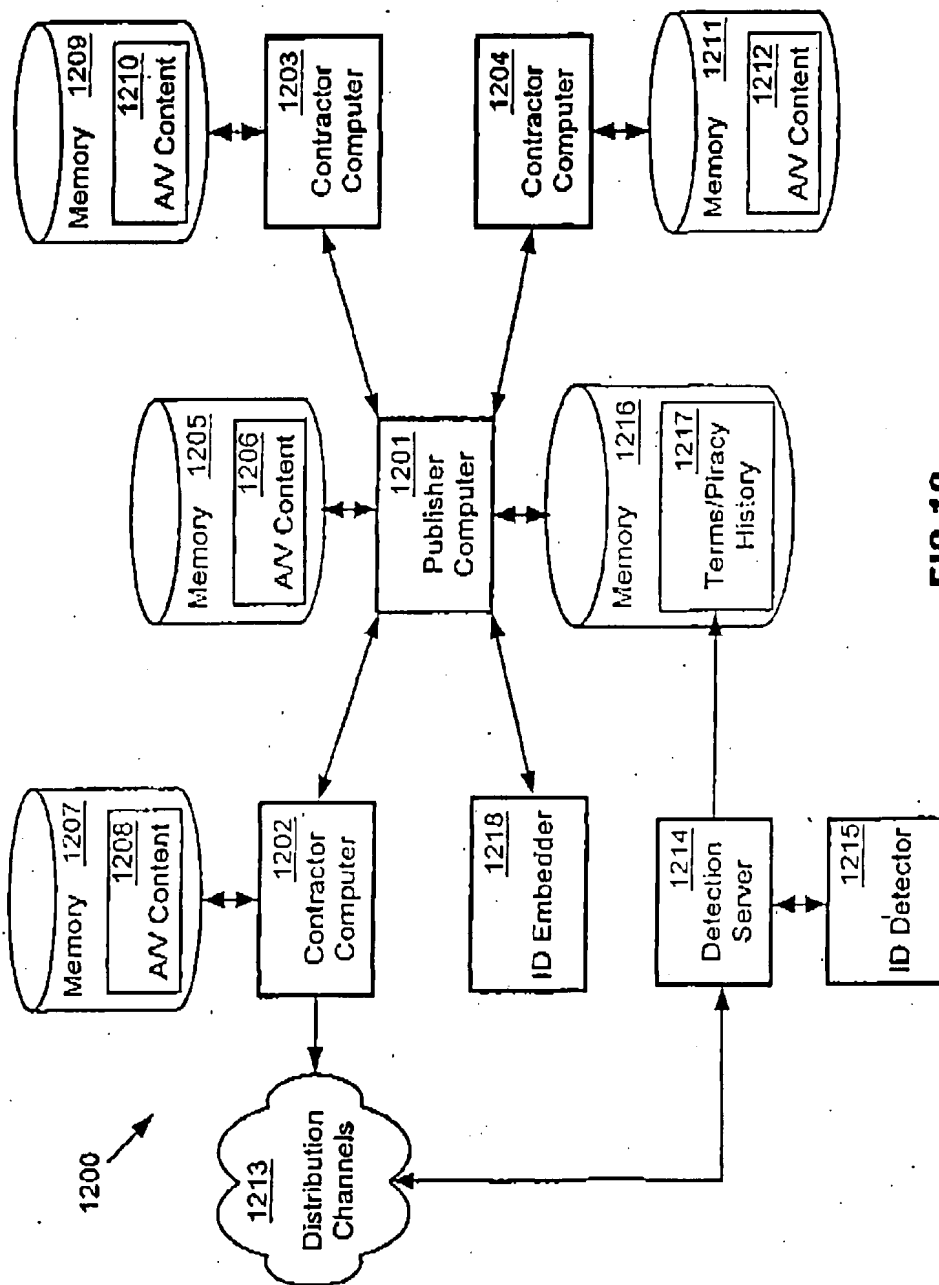 1200
1213
Distribution
Channels
Memory 1207
1208
A/V Content
1202
Contractor
Computer
1218
ID Embedder
1214
Detection
Server
1215
ID Detector
Memory 1205
1206
A/V Content
1201
Publisher
Computer
Memory 1216
1217
Terms/Piracy
History
Memory 1209
1210
A/V Content
1203
Contractor
Computer
1204
Contractor
Computer
Memory 1211
1212
A/V Content